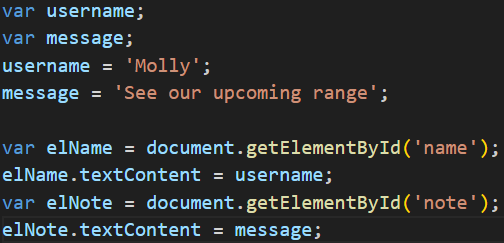 var username;
var message;
username = 'Molly';
message = 'See our upcoming range';
var elName = document.getElementById('name');
elName.textContent = username;
var elNote = document.getElementById('note');
elNote.textContent = message;